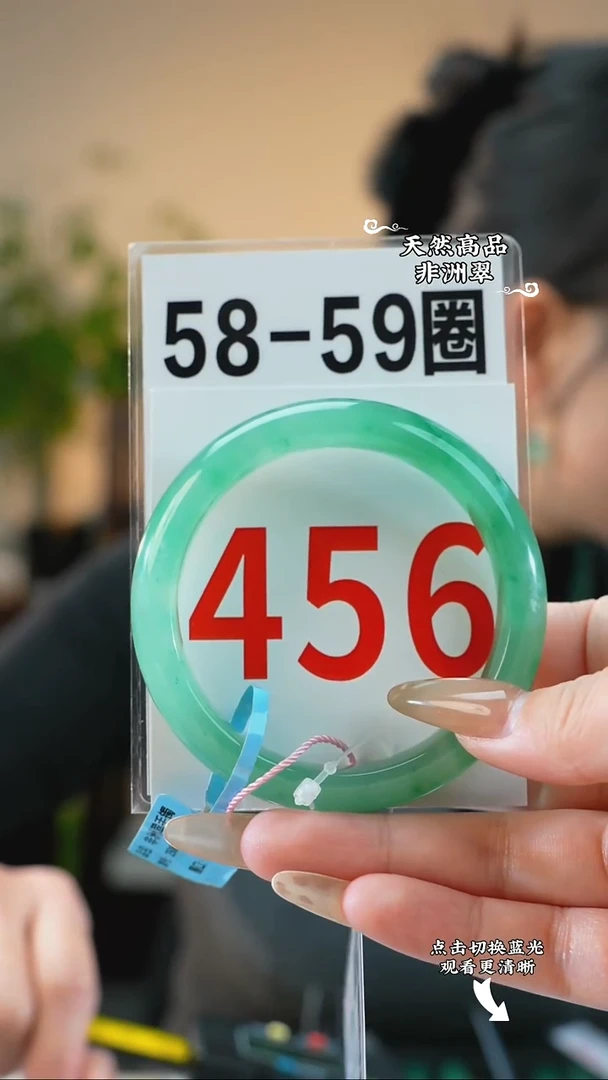 天然高品
非洲翠
58-59圈
456
点击切换蓝光
观看更清晰